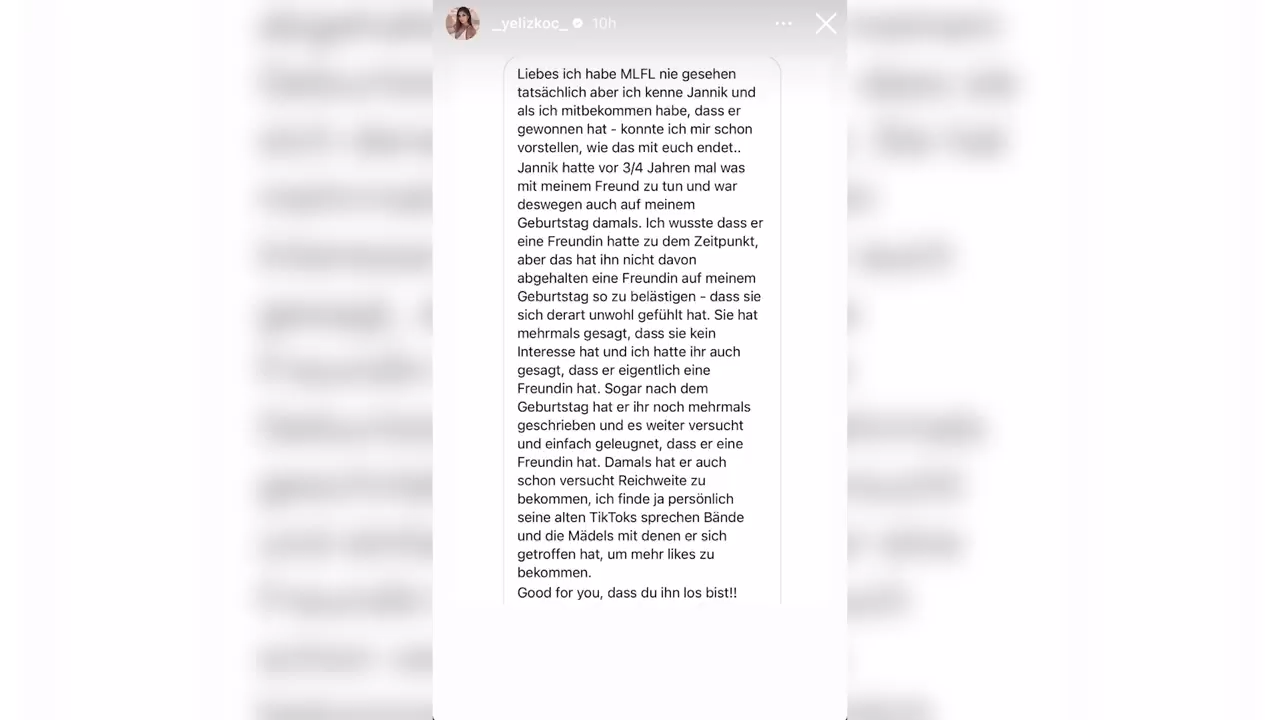 _yelizkoc_ 10h
Liebes ich habe MLFL nie gesehen
tatsächlich aber ich kenne Jannik und
als ich mitbekommen habe, dass er
gewonnen hat - konnte ich mir schon
vorstellen, wie das mit euch endet..
Jannik hatte vor 3/4 Jahren mal was
mit meinem Freund zu tun und war
deswegen auch auf meinem
Geburtstag damals. Ich wusste dass er
eine Freundin hatte zu dem Zeitpunkt,
aber das hat ihn nicht davon
abgehalten eine Freundin auf meinem
Geburtstag so zu belästigen - dass sie
sich derart unwohl gefühlt hat. Sie hat
mehrmals gesagt, dass sie kein
Interesse hat und ich hatte ihr auch
gesagt, dass er eigentlich eine
Freundin hat. Sogar nach dem
Geburtstag hat er ihr noch mehrmals
geschrieben und es weiter versucht
und einfach geleugnet, dass er eine
Freundin hat. Damals hat er auch
schon versucht Reichweite zu
bekommen, ich finde ja persönlich
seine alten TikToks sprechen Bände
und die Mädels mit denen er sich
getroffen hat, um mehr likes zu
bekommen.
Good for you, dass du ihn los bist!!